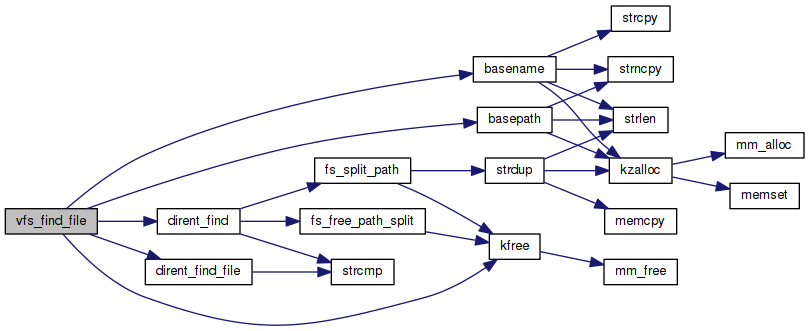 strcpy
basename
strncpy
basepath
strlen
mm_alloc
fs_split_path
strdup
kzalloc
memset
vfs_find_file
dirent_find
fs_free_path_split
memcpy
kfree
dirent_find_file
strcmp
mm_free